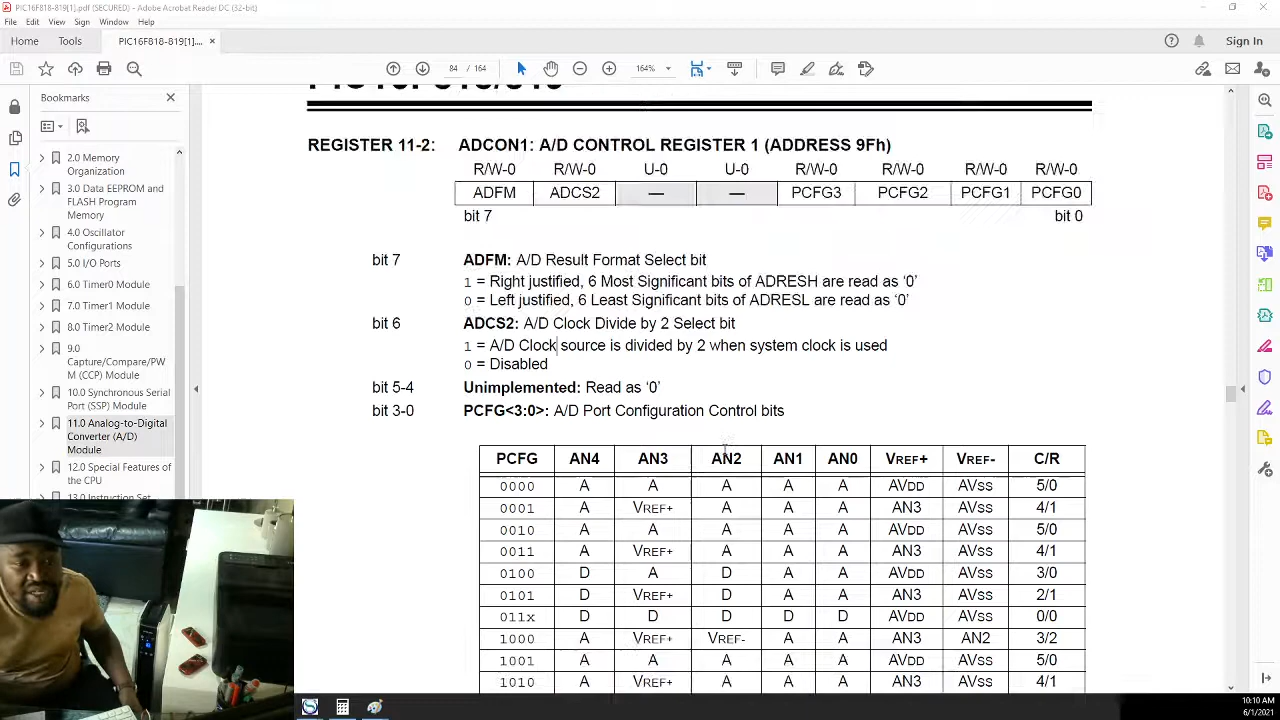 PIC16F818-819[1].pdf (SECURED) - Adobe Acrobat Reader DC (32-bit)
File Edit View Sign Window Help
Home Tools PIC16F818-819[1].... × Sign In
84 / 164 164%
Bookmarks
2.0 Memory
Organization
3.0 Data EEPROM and
FLASH Program
Memory
4.0 Oscillator
Configurations
5.0 I/O Ports
6.0 Timer0 Module
7.0 Timer1 Module
8.0 Timer2 Module
9.0
Capture/Compare/PW
M (CCP) Module
10.0 Synchronous Serial
Port (SSP) Module
11.0 Analog-to-Digital
Converter (A/D)
Module
12.0 Special Features of
the CPU
13.0 Instruction Set
PIC16F818/819
REGISTER 11-2: ADCON1: A/D CONTROL REGISTER 1 (ADDRESS 9Fh)
R/W-0 R/W-0 U-0 U-0 R/W-0 R/W-0 R/W-0 R/W-0
ADFM ADCS2 — — PCFG3 PCFG2 PCFG1 PCFG0
bit 7 bit 0
bit 7 ADFM: A/D Result Format Select bit
1 = Right justified, 6 Most Significant bits of ADRESH are read as ‘0’
0 = Left justified, 6 Least Significant bits of ADRESL are read as ‘0’
bit 6 ADCS2: A/D Clock Divide by 2 Select bit
1 = A/D Clock source is divided by 2 when system clock is used
0 = Disabled
bit 5-4 Unimplemented: Read as ‘0’
bit 3-0 PCFG<3:0>: A/D Port Configuration Control bits
PCFG AN4 AN3 AN2 AN1 AN0 VREF+ VREF- C/R
0000 A A A A A AVDD AVSS 5/0
0001 A VREF+ A A A AN3 AVSS 4/1
0010 A A A A A AVDD AVSS 5/0
0011 A VREF+ A A A AN3 AVSS 4/1
0100 D A D A A AVDD AVSS 3/0
0101 D VREF+ D A A AN3 AVSS 2/1
011x D D D D D AVDD AVSS 0/0
1000 A VREF+ VREF- A A AN3 AN2 3/2
1001 A A A A A AVDD AVSS 5/0
1010 A VREF+ A A A AN3 AVSS 4/1
10:10 AM
6/1/2021